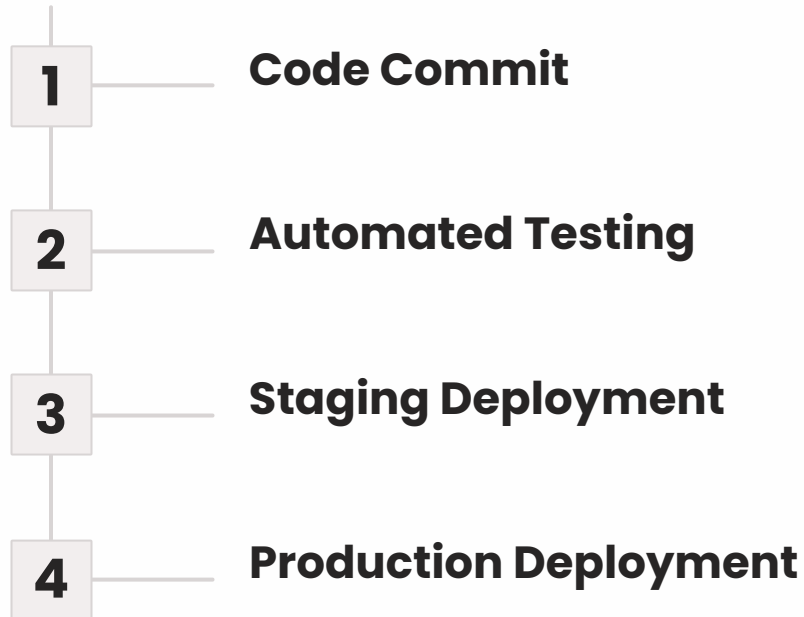 1 Code Commit
2 Automated Testing
3 Staging Deployment
4 Production Deployment